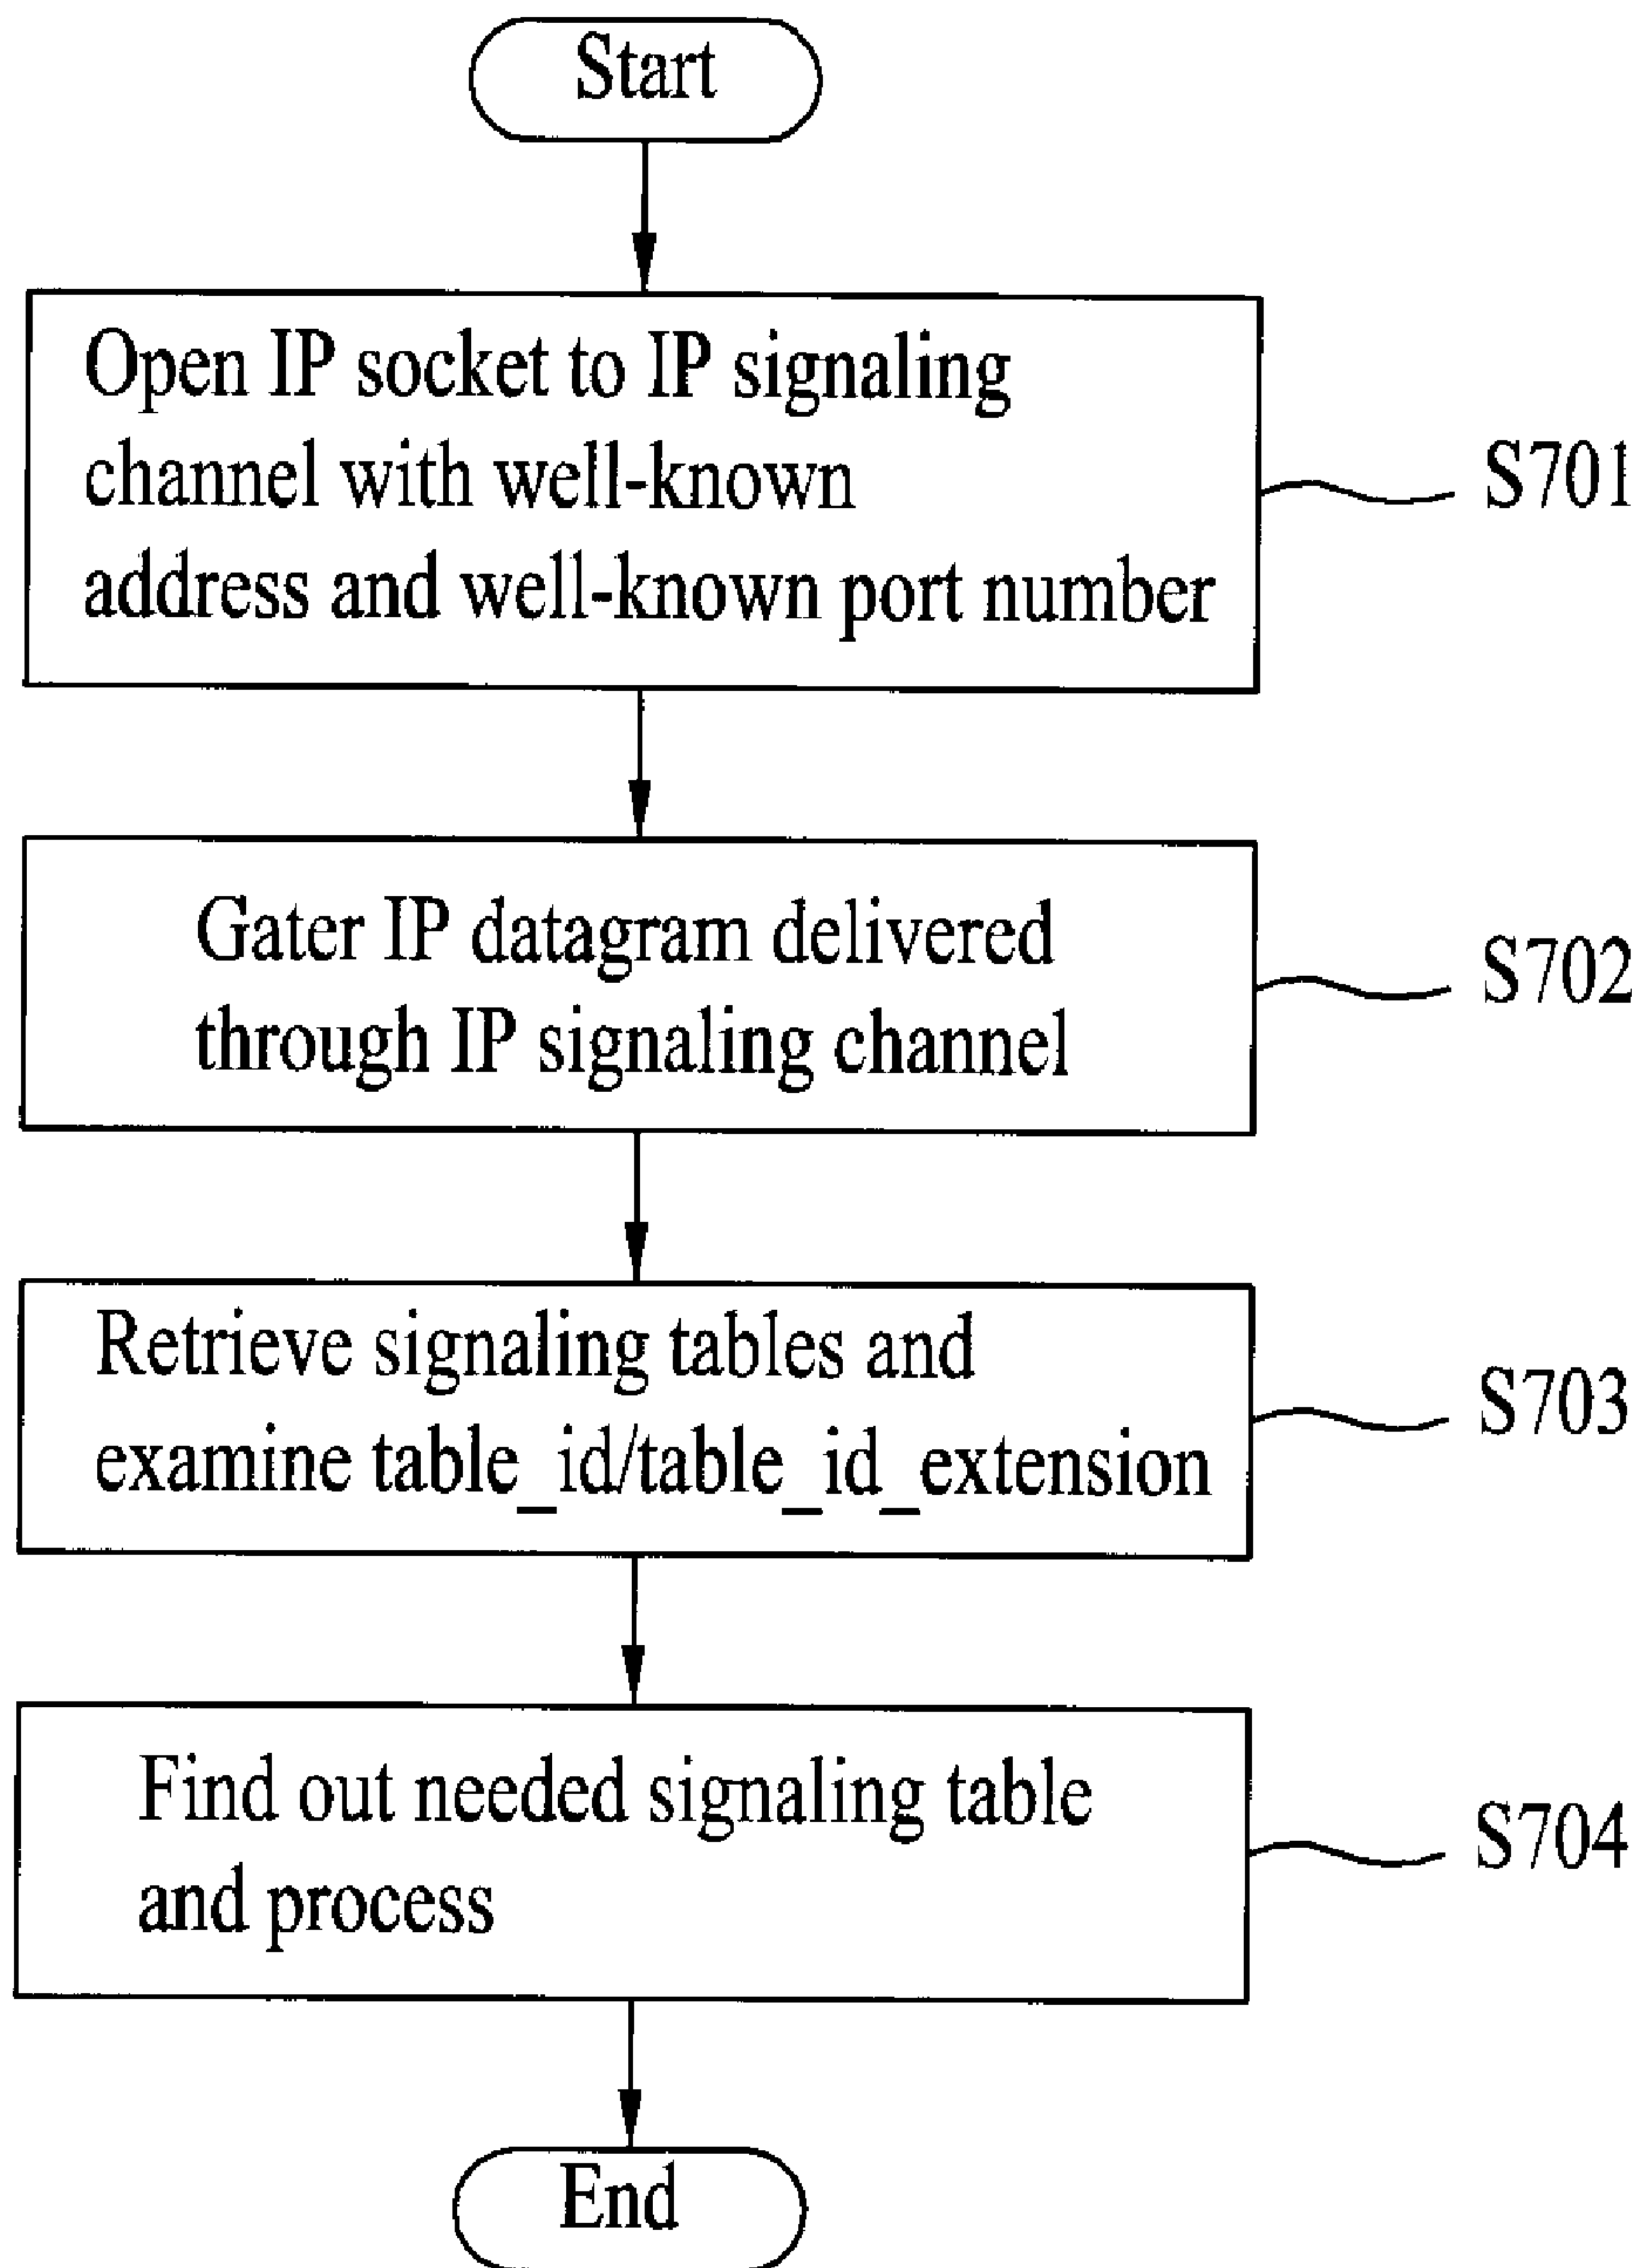 Start
Open IP socket to IP signaling
channel with well-known
address and well-known port number
S701
Gater IP datagram delivered
through IP signaling channel
S702
Retrieve signaling tables and
examine table_id/table_id_extension
S703
Find out needed signaling table
and process
S704
End